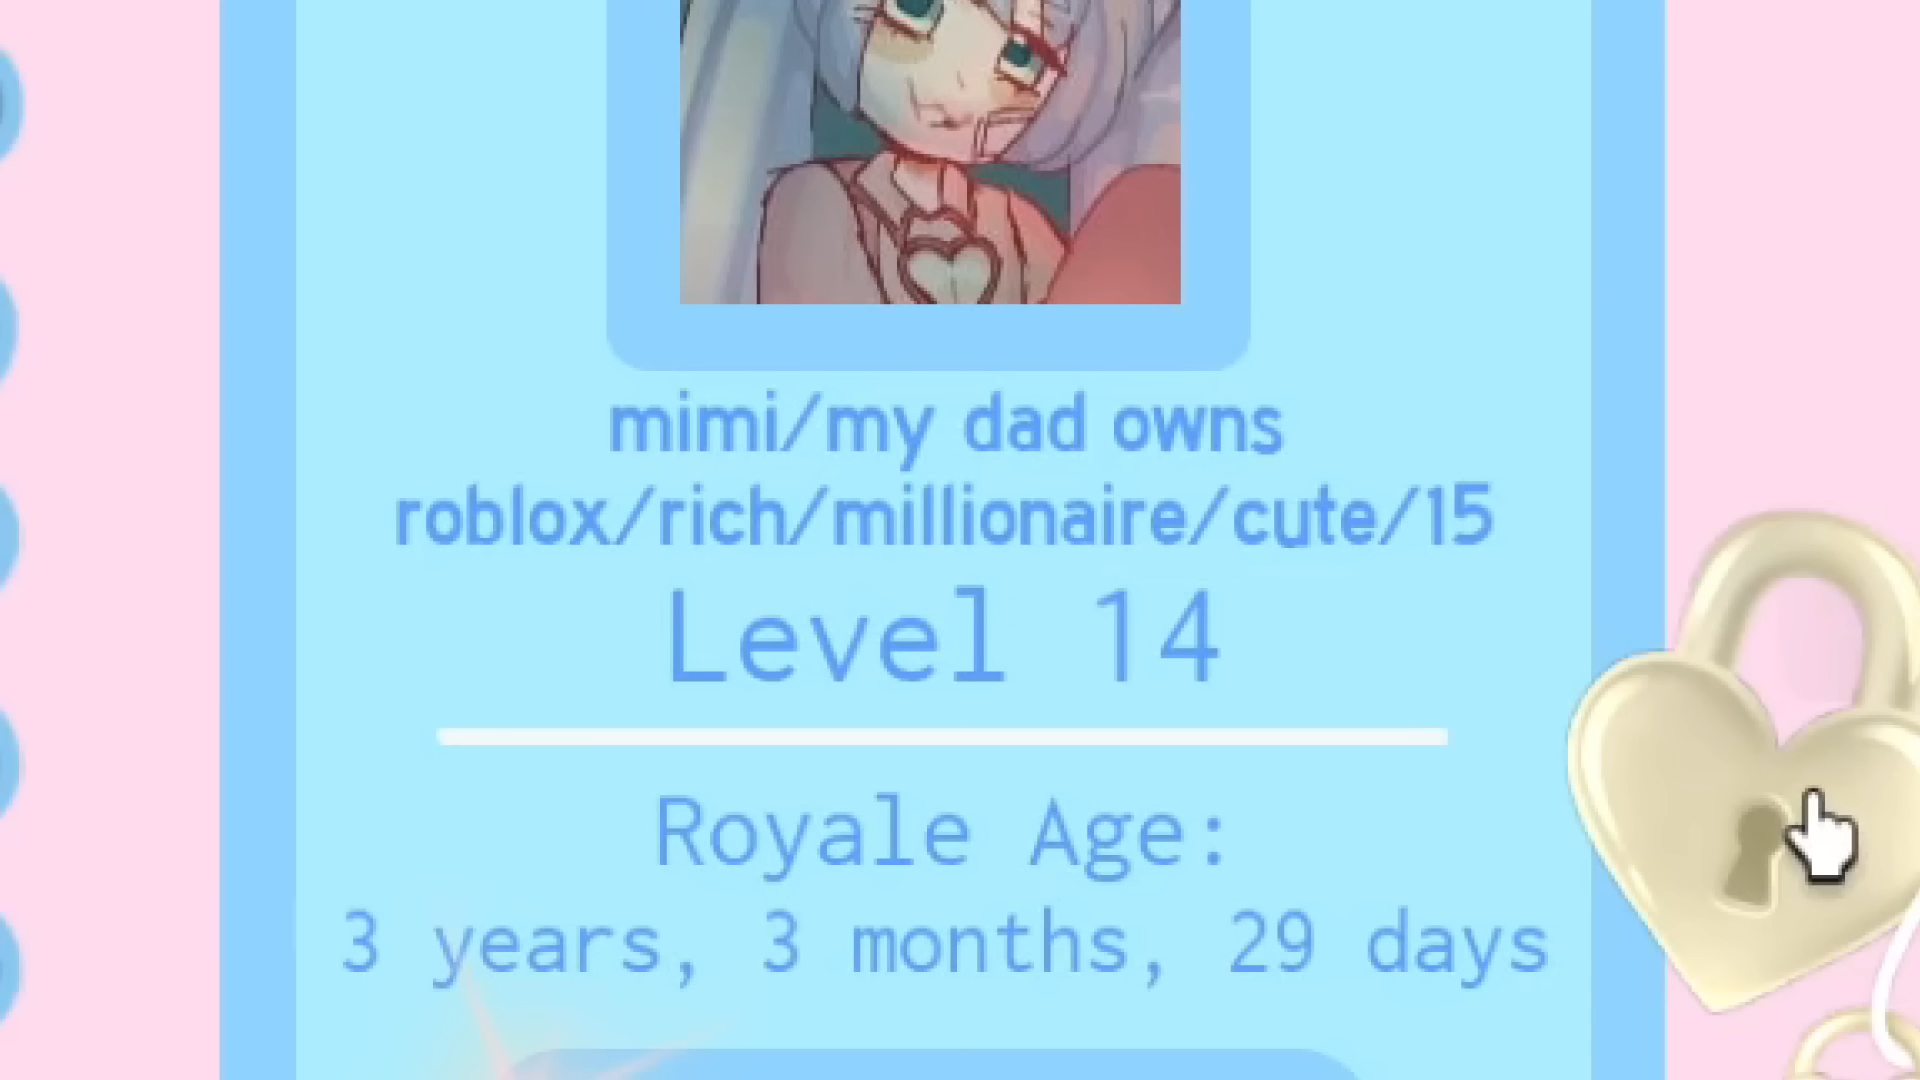 mimi/my dad owns
roblox/rich/millionaire/cute/15
Level 14
Royale Age:
3 years, 3 months, 29 days